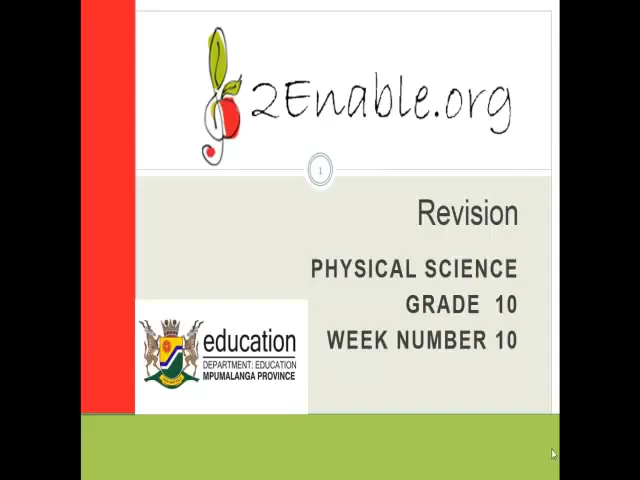 2Enable.org
1
Revision
PHYSICAL SCIENCE
GRADE 10
WEEK NUMBER 10
education
DEPARTMENT: EDUCATION
MPUMALANGA PROVINCE